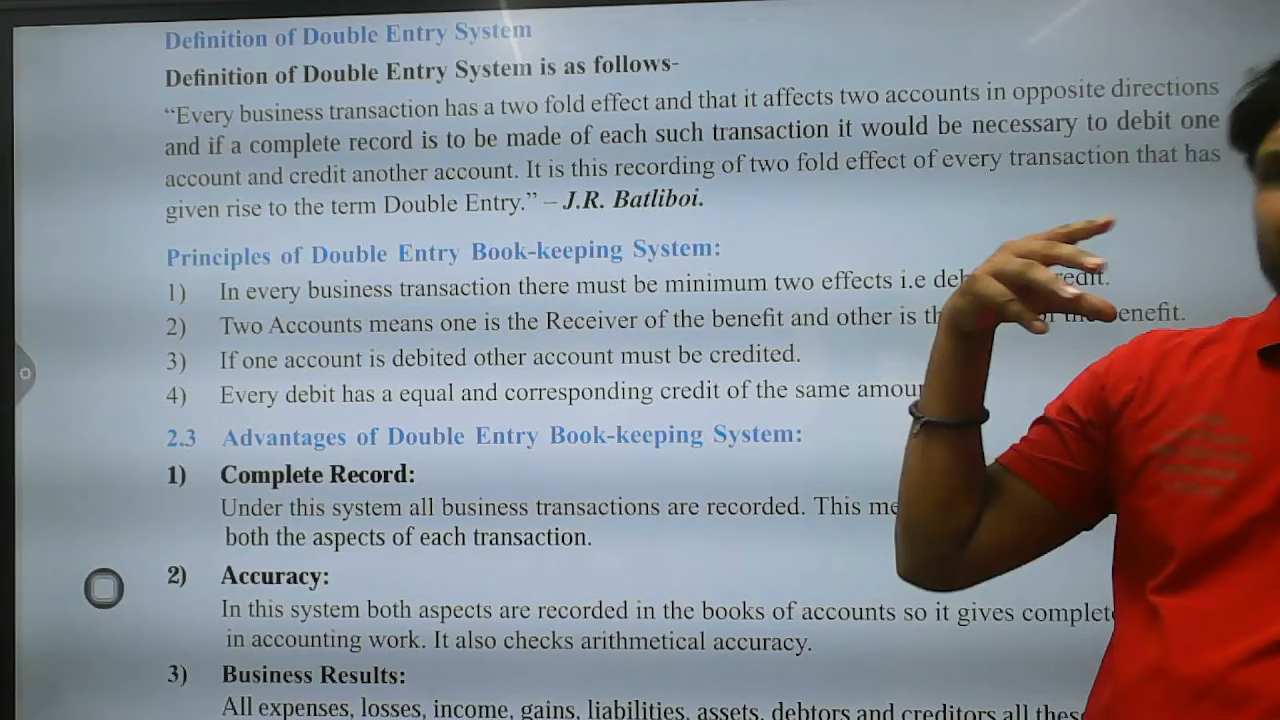 Definition of Double Entry System
Definition of Double Entry System is as follows-
“Every business transaction has a two fold effect and that it affects two accounts in opposite directions
and if a complete record is to be made of each such transaction it would be necessary to debit one
account and credit another account. It is this recording of two fold effect of every transaction that has
given rise to the term Double Entry.” – J.R. Batliboi.
Principles of Double Entry Book-keeping System:
1) In every business transaction there must be minimum two effects i.e
2) Two Accounts means one is the Receiver of the benefit and other is benefit.
3) If one account is debited other account must be credited.
4) Every debit has a equal and corresponding credit of the same
2.3 Advantages of Double Entry Book-keeping System:
1) Complete Record:
Under this system all business transactions are recorded. This
both the aspects of each transaction.
2) Accuracy:
In this system both aspects are recorded in the books of accounts so it gives
in accounting work. It also checks arithmetical accuracy.
3) Business Results:
All expenses, losses, income, gains, liabilities, assets, debtors and creditors all